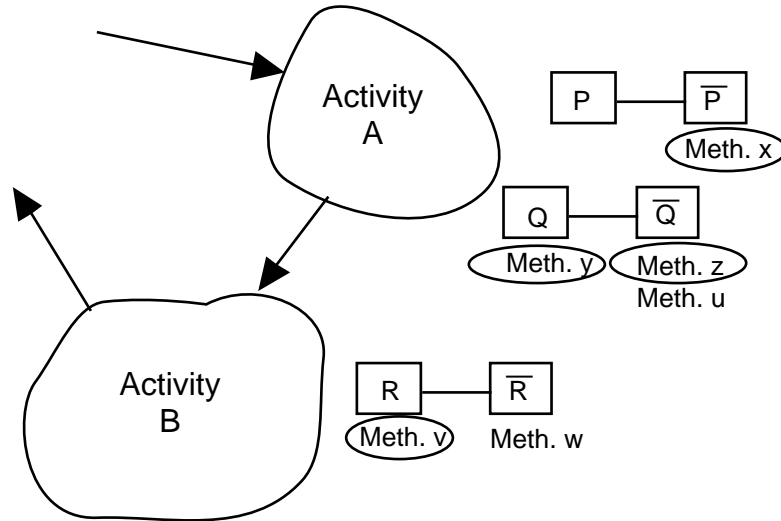 Activity
A
P P̅
Meth. x
Q Q̅
Meth. y Meth. z
Meth. u
Activity
B
R R̅
Meth. v Meth. w